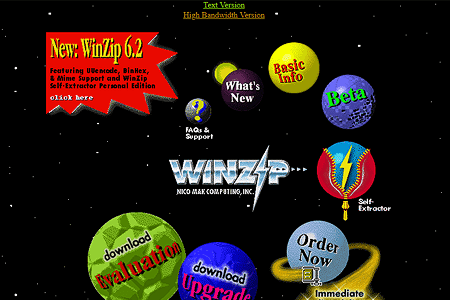 Text Version
High Bandwidth Version
New: WinZip 6.2
Featuring UUencode, BinHex,
& Mime Support and WinZip
Self-Extractor Personal Edition
click here
What's
New
Basic
Info
Beta
?
FAQs &
Support
WINZIP
NICO MAK COMPUTING, INC.
Self-
Extractor
download
Evaluation
download
Upgrade
Order
Now
Immediate